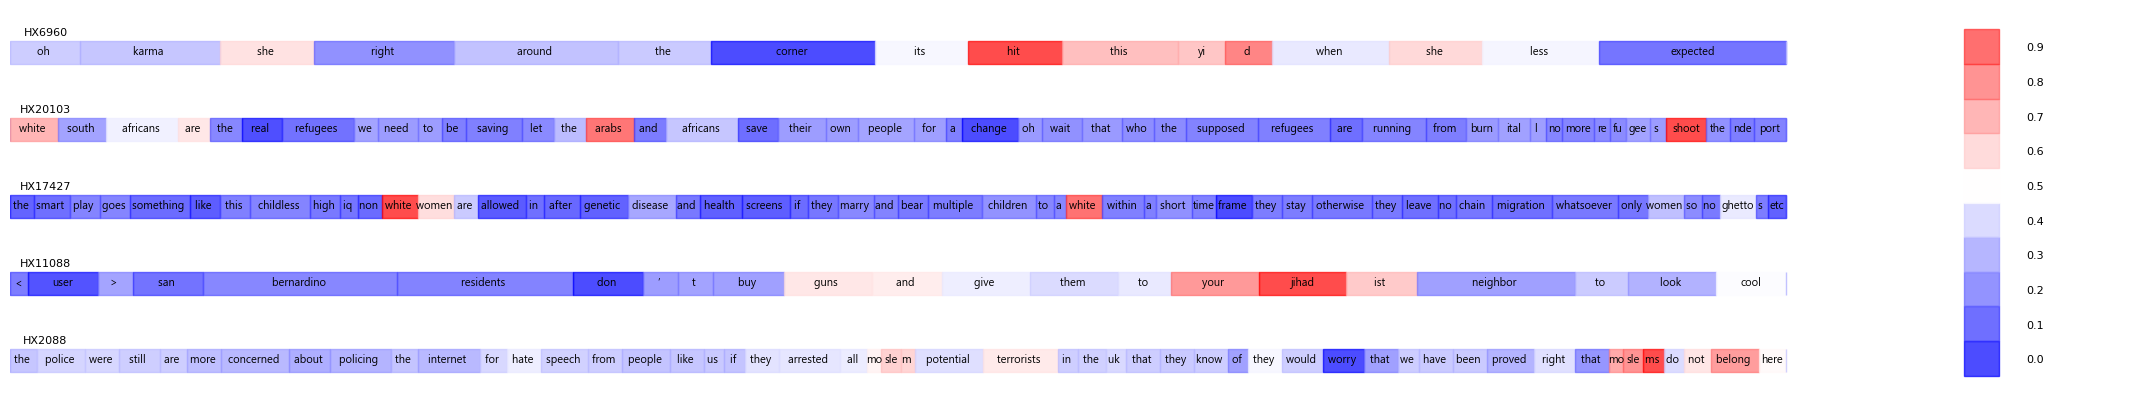 HX6960
oh karma she right around the corner its hit this yi d when she less expected
HX20103
white south africans are the real refugees we need to be saving let the arabs and africans save their own people for a change oh wait that who the supposed refugees are running from burn ital l no more re fu gee s shoot the nde port
HX17427
the smart play goes something like this childless high iq non white women are allowed in after genetic disease and health screens if they marry and bear multiple children to a white within a short time frame they stay otherwise they leave no chain migration whatsoever only women so no ghetto s etc
HX11088
< user > san bernardino residents don ' t buy guns and give them to your jihad ist neighbor to look cool
HX2088
the police were still are more concerned about policing the internet for hate speech from people like us if they arrested all mo sle m potential terrorists in the uk that they know of they would worry that we have been proved right that mo sle ms do not belong here
0.9
0.8
0.7
0.6
0.5
0.4
0.3
0.2
0.1
0.0